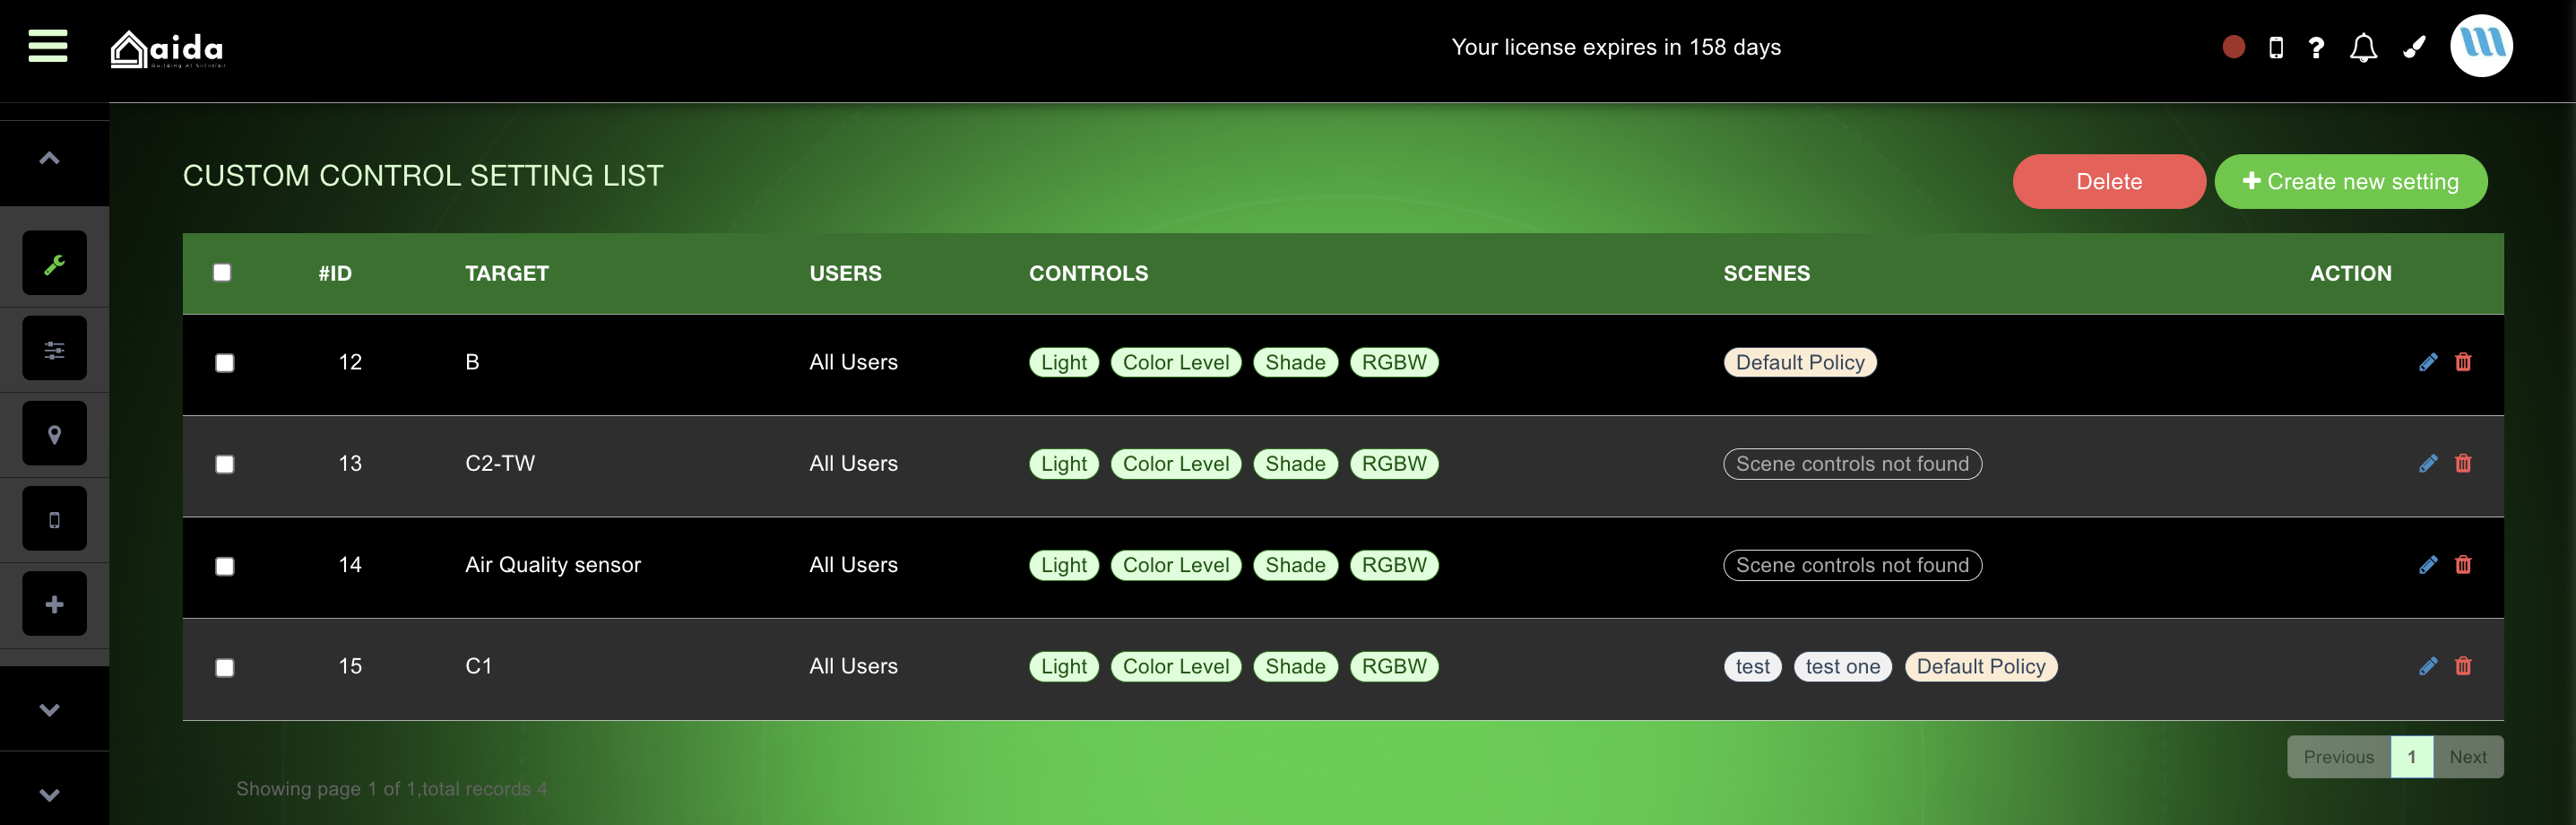 aida
Building AI Solution
Your license expires in 158 days
?
CUSTOM CONTROL SETTING LIST
Delete
Create new setting
#ID TARGET USERS CONTROLS SCENES ACTION
12 B All Users Light Color Level Shade RGBW Default Policy
13 C2-TW All Users Light Color Level Shade RGBW Scene controls not found
14 Air Quality sensor All Users Light Color Level Shade RGBW Scene controls not found
15 C1 All Users Light Color Level Shade RGBW test test one Default Policy
Previous 1 Next
Showing page 1 of 1,total records 4